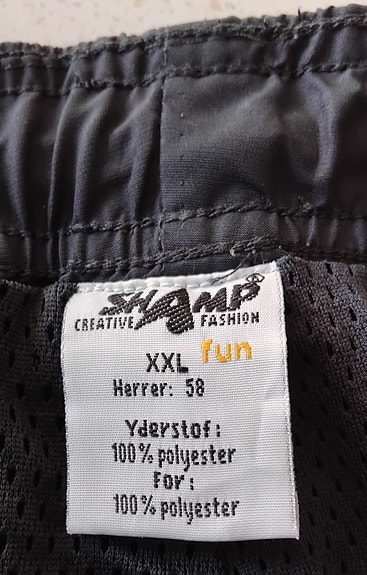 SHAMP®
CREATIVE FASHION
fun
XXL
Herrer: 58
Yderstof:
100% polyester
For:
100% polyester